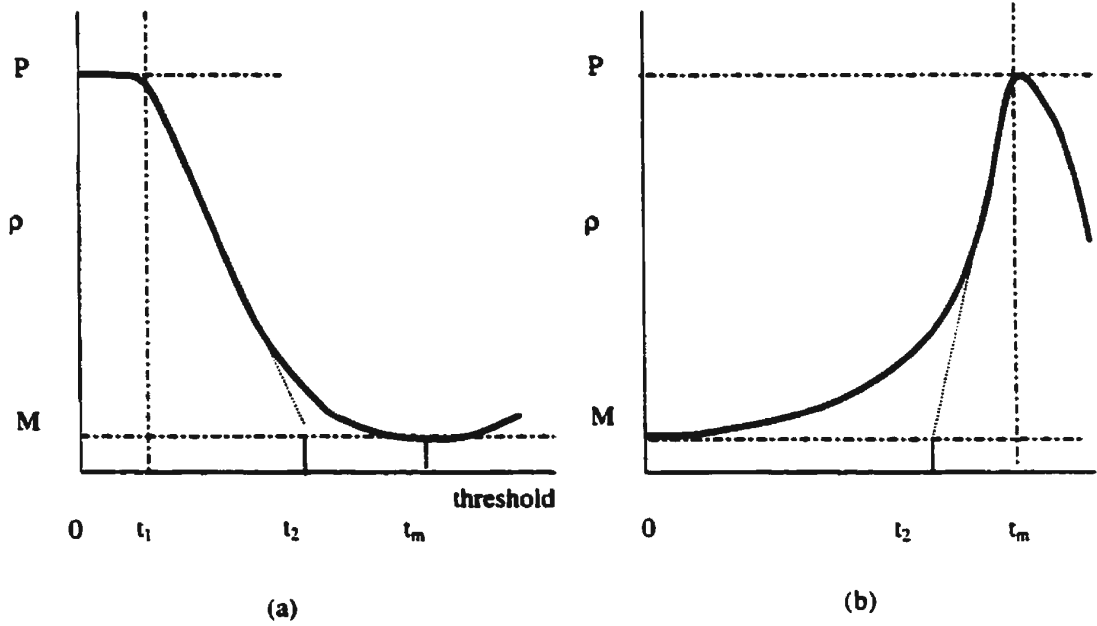 P
ρ
M
threshold
0 t₁ t₂ tₘ
(a)
P
ρ
M
0 t₂ tₘ
(b)